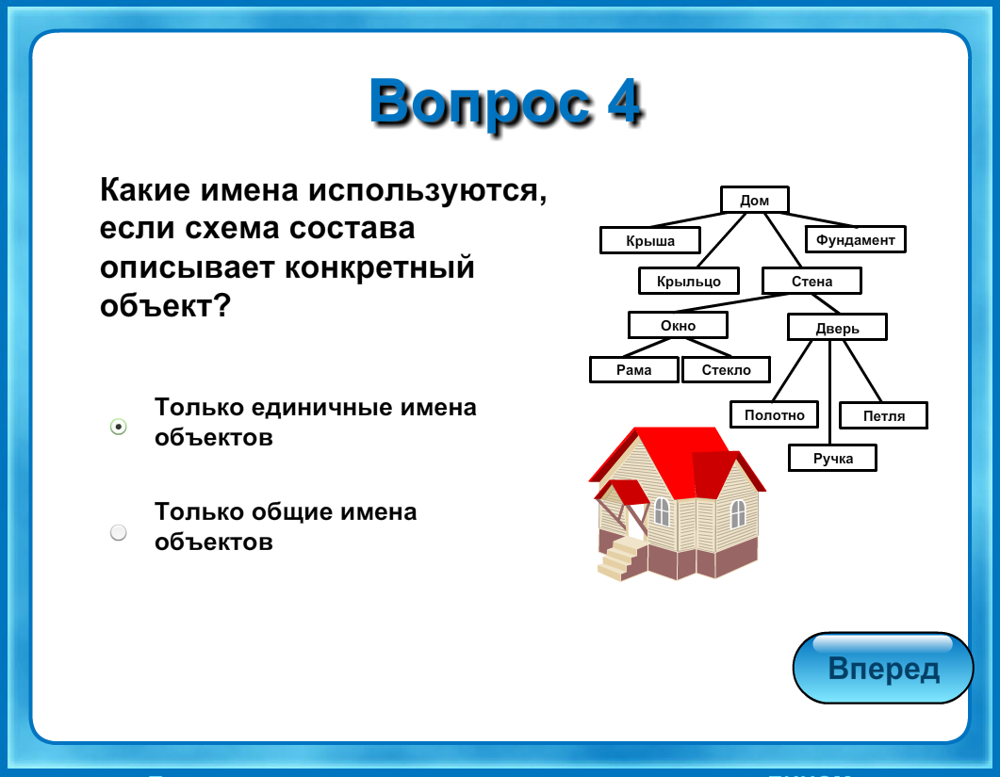 Вопрос 4
Какие имена используются,
если схема состава
описывает конкретный
объект?
Только единичные имена
объектов
Только общие имена
объектов
Дом
Крыша
Фундамент
Крыльцо
Стена
Окно
Дверь
Рама
Стекло
Полотно
Петля
Ручка
Вперед